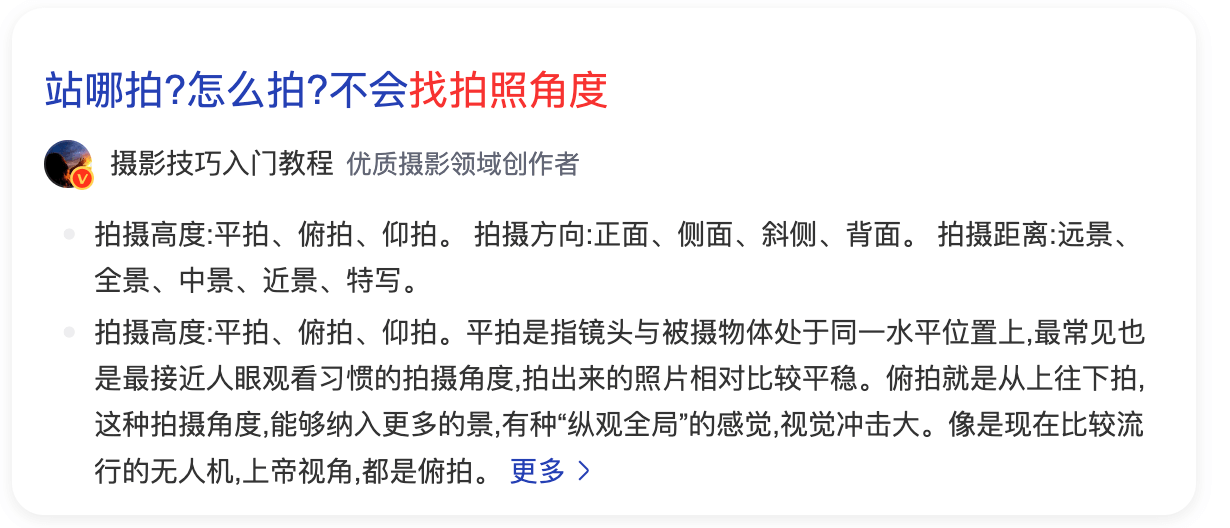 站哪拍?怎么拍?不会找拍照角度
摄影技巧入门教程 优质摄影领域创作者
拍摄高度:平拍、俯拍、仰拍。 拍摄方向:正面、侧面、斜侧、背面。 拍摄距离:远景、
全景、中景、近景、特写。
拍摄高度:平拍、俯拍、仰拍。平拍是指镜头与被摄物体处于同一水平位置上,最常见也
是最接近人眼观看习惯的拍摄角度,拍出来的照片相对比较平稳。俯拍就是从上往下拍,
这种拍摄角度,能够纳入更多的景,有种“纵观全局”的感觉,视觉冲击大。像是现在比较流
行的无人机,上帝视角,都是俯拍。 更多 >